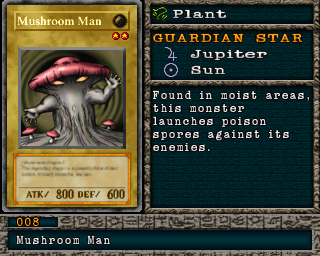 Mushroom Man
Plant
GUARDIAN STAR
Jupiter
Sun
Found in moist areas,
this monster
launches poison
spores against its
enemies.
ATK/ 800 DEF/ 600
008
Mushroom Man